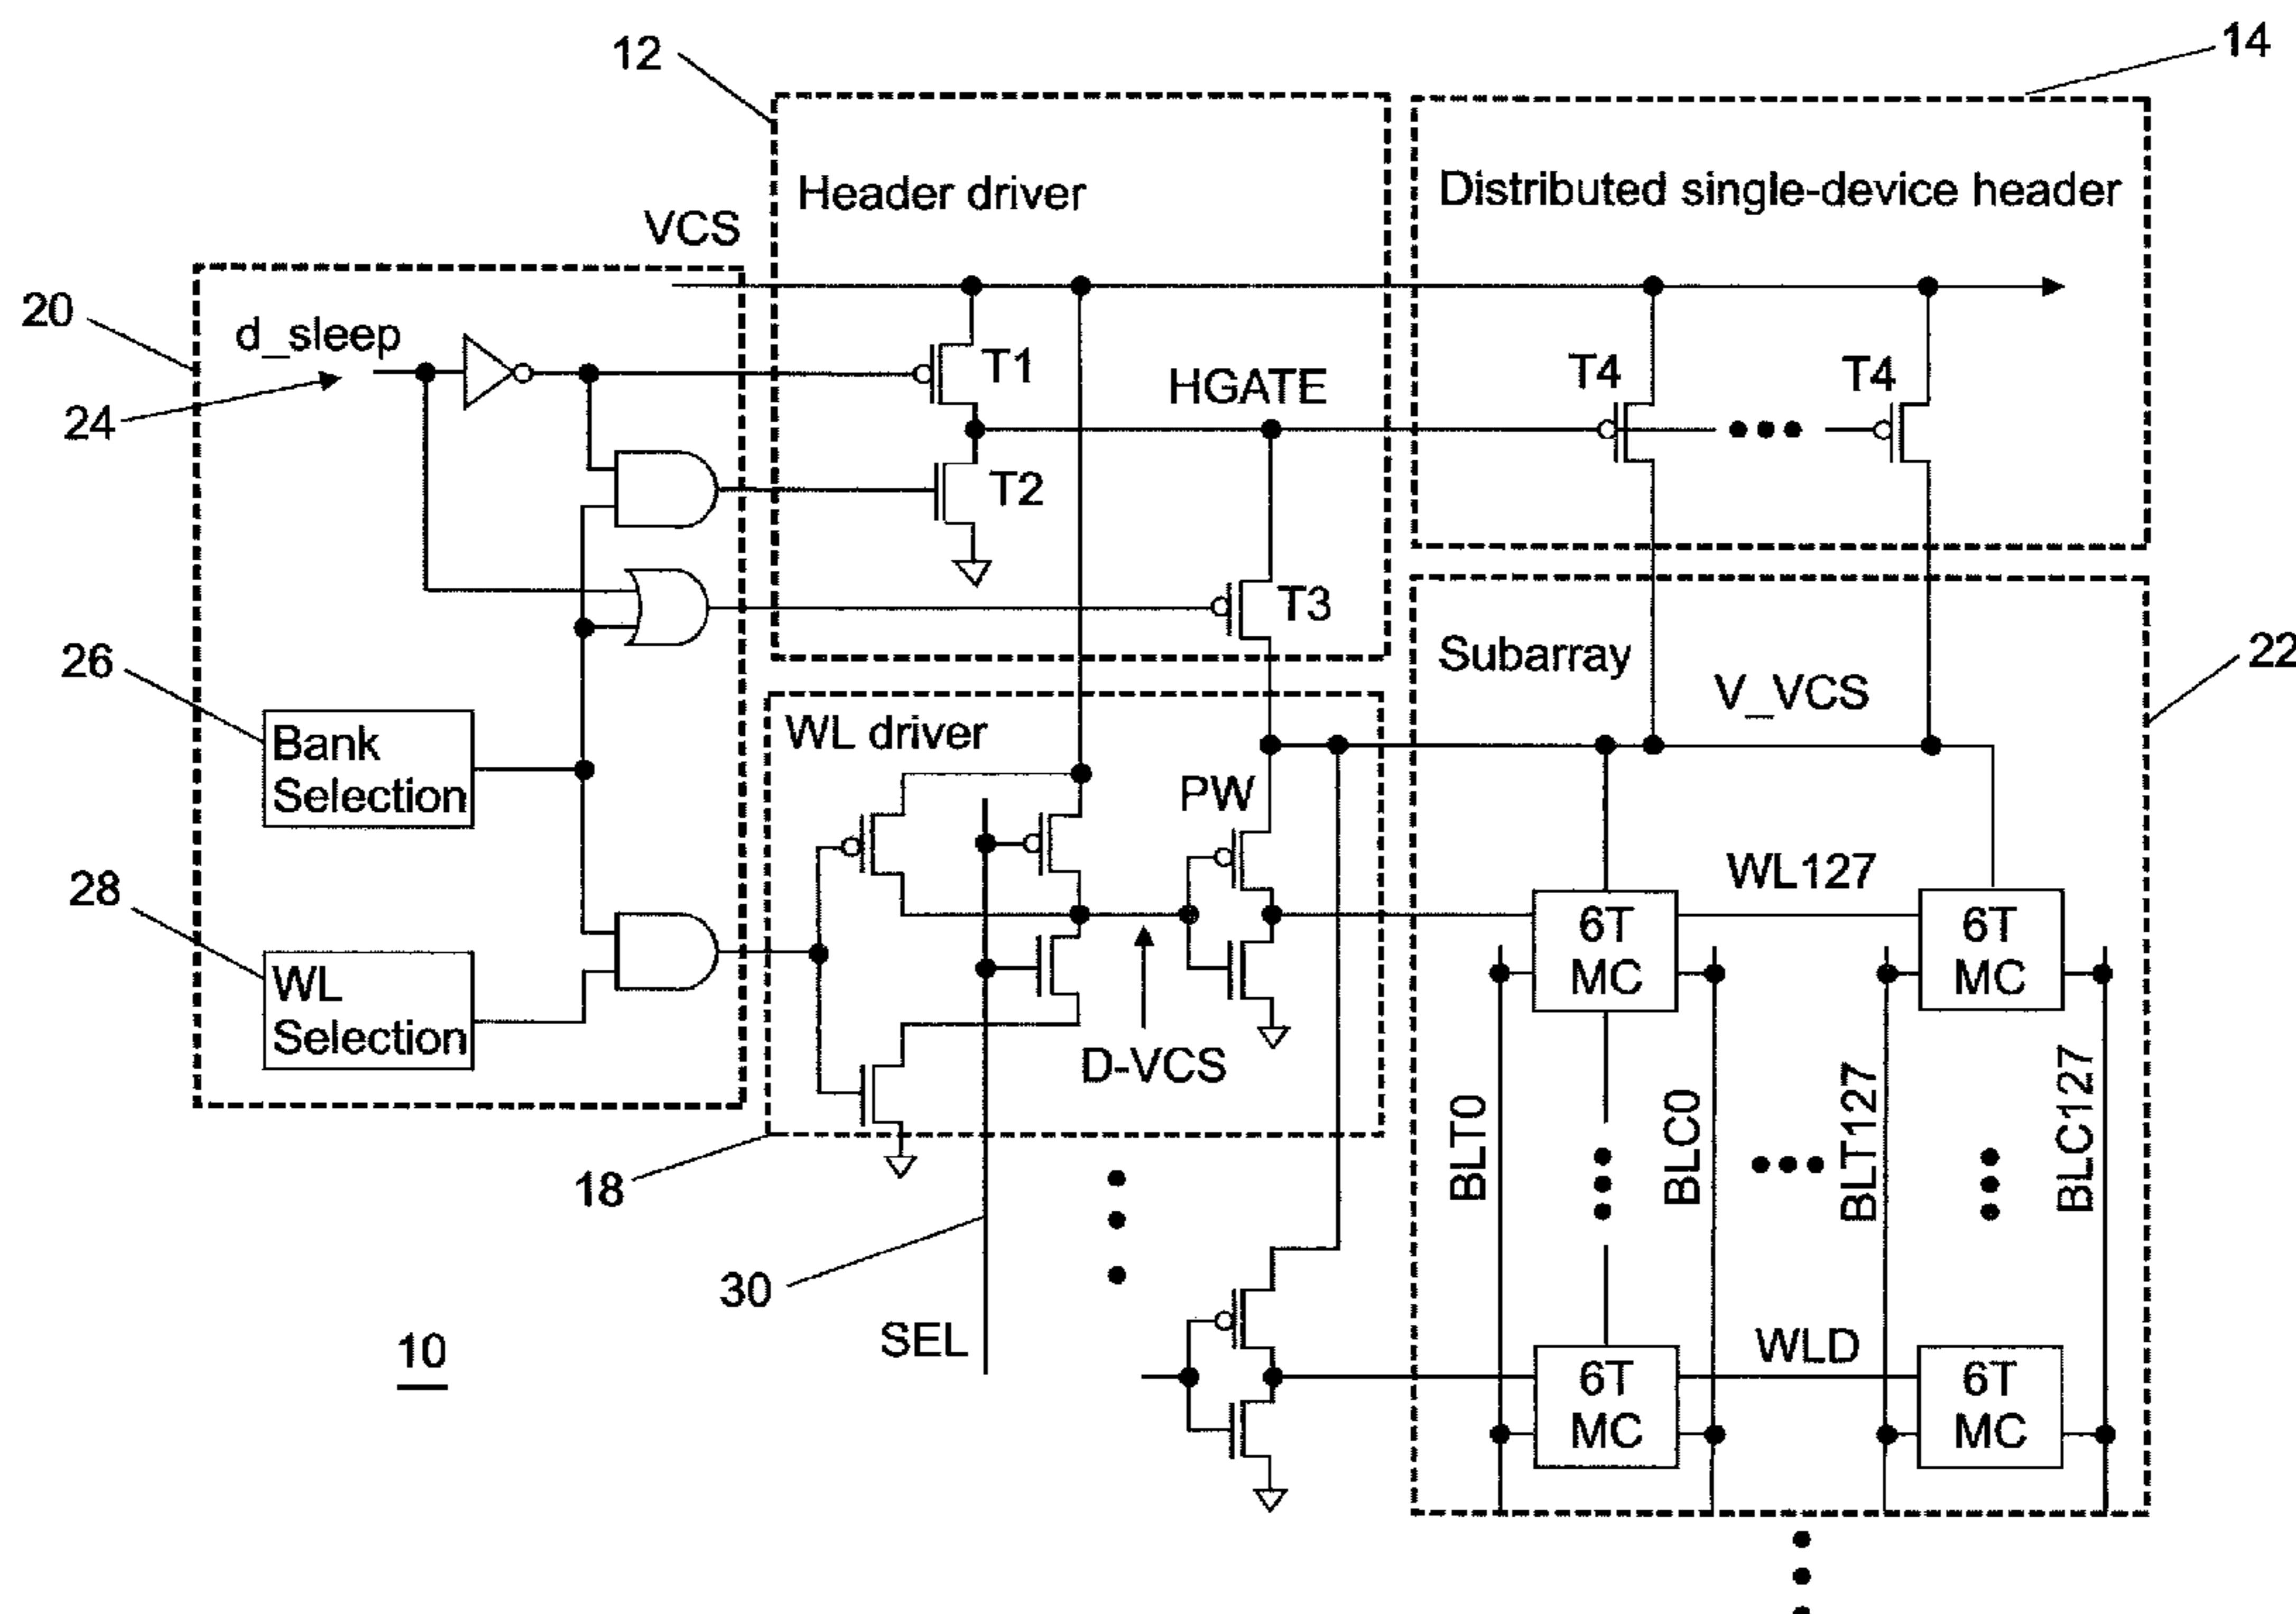 12
14
Header driver
Distributed single-device header
VCS
20
d_sleep
24
T1
HGATE
T4
T4
T2
T3
26
Bank
Selection
WL driver
Subarray
22
V_VCS
PW
28
WL
Selection
WL127
6T
MC
6T
MC
D-VCS
BLT0
BLC0
BLT127
BLC127
18
30
SEL
10
WLD
6T
MC
6T
MC